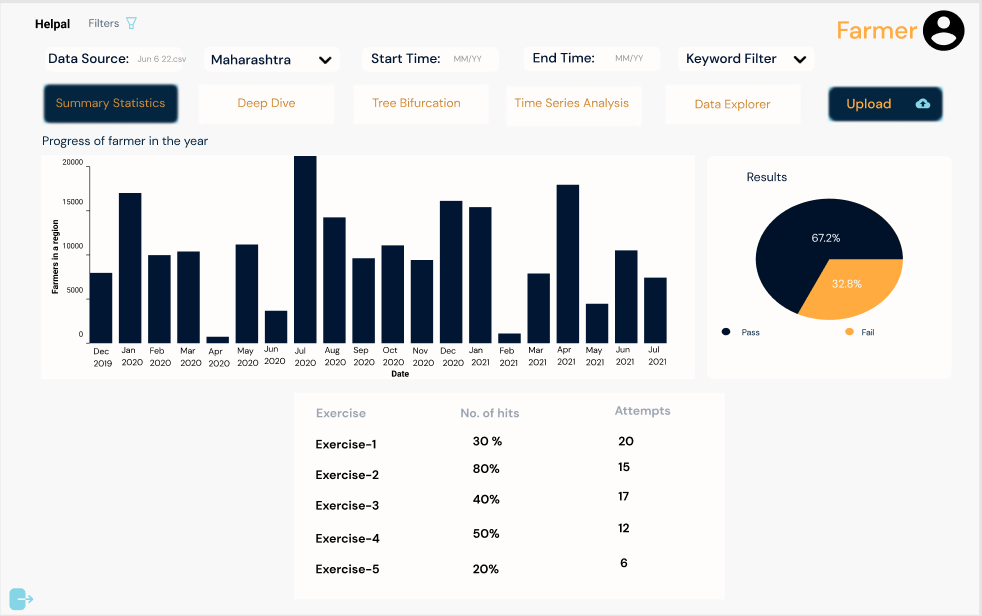 Helpal Filters
Farmer
Data Source: Jun 6 22.csv Maharashtra Start Time: MM/YY End Time: MM/YY Keyword Filter
Summary Statistics Deep Dive Tree Bifurcation Time Series Analysis Data Explorer Upload
Progress of farmer in the year
Farmers in a region
20000
15000
10000
5000
0
Dec 2019
Jan 2020
Feb 2020
Mar 2020
Apr 2020
May 2020
Jun 2020
Jul 2020
Aug 2020
Sep 2020
Oct 2020
Nov 2020
Dec 2020
Jan 2021
Feb 2021
Mar 2021
Apr 2021
May 2021
Jun 2021
Jul 2021
Date
Results
67.2%
32.8%
Pass Fail
Exercise No. of hits Attempts
Exercise-1 30 % 20
Exercise-2 80% 15
Exercise-3 40% 17
Exercise-4 50% 12
Exercise-5 20% 6